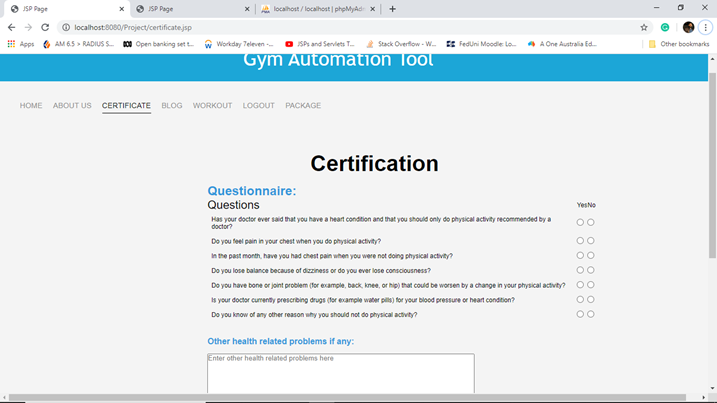 JSP Page
JSP Page
localhost / localhost | phpMyAd
localhost:8080/Project/certificate.jsp
Apps
AM 6.5 > RADIUS S...
Open banking set t...
Workday 7eleven -...
JSPs and Servlets T...
Stack Overflow - W...
FedUni Moodle: Lo...
A One Australia Ed...
Other bookmarks
Gym Automation Tool
HOME ABOUT US CERTIFICATE BLOG WORKOUT LOGOUT PACKAGE
Certification
Questionnaire:
Questions YesNo
Has your doctor ever said that you have a heart condition and that you should only do physical activity recommended by a
doctor?
Do you feel pain in your chest when you do physical activity?
In the past month, have you had chest pain when you were not doing physical activity?
Do you lose balance because of dizziness or do you ever lose consciousness?
Do you have bone or joint problem (for example, back, knee, or hip) that could be worsen by a change in your physical activity?
Is your doctor currently prescribing drugs (for example water pills) for your blood pressure or heart condition?
Do you know of any other reason why you should not do physical activity?
Other health related problems if any:
Enter other health related problems here